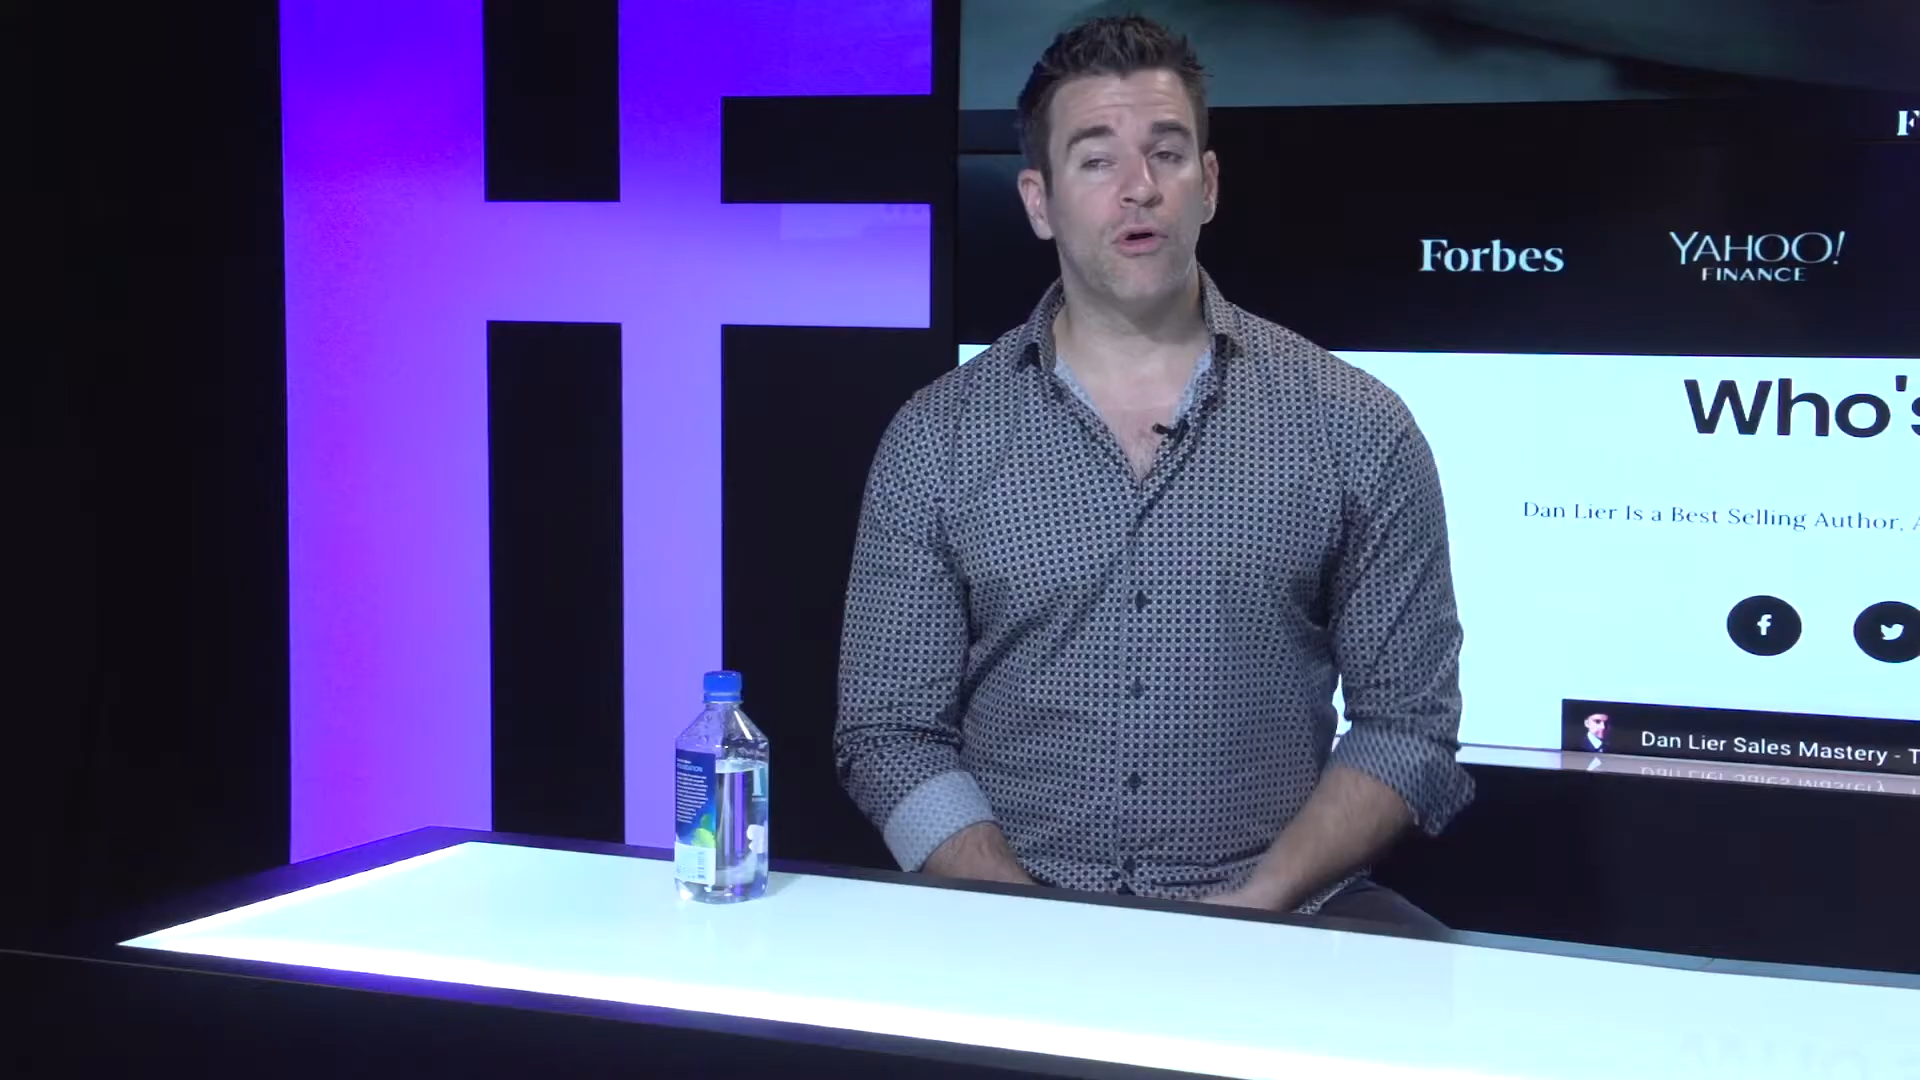 F
Forbes
YAHOO!
FINANCE
Who's
Dan Lier Is a Best Selling Author, A
Dan Lier Sales Mastery - T